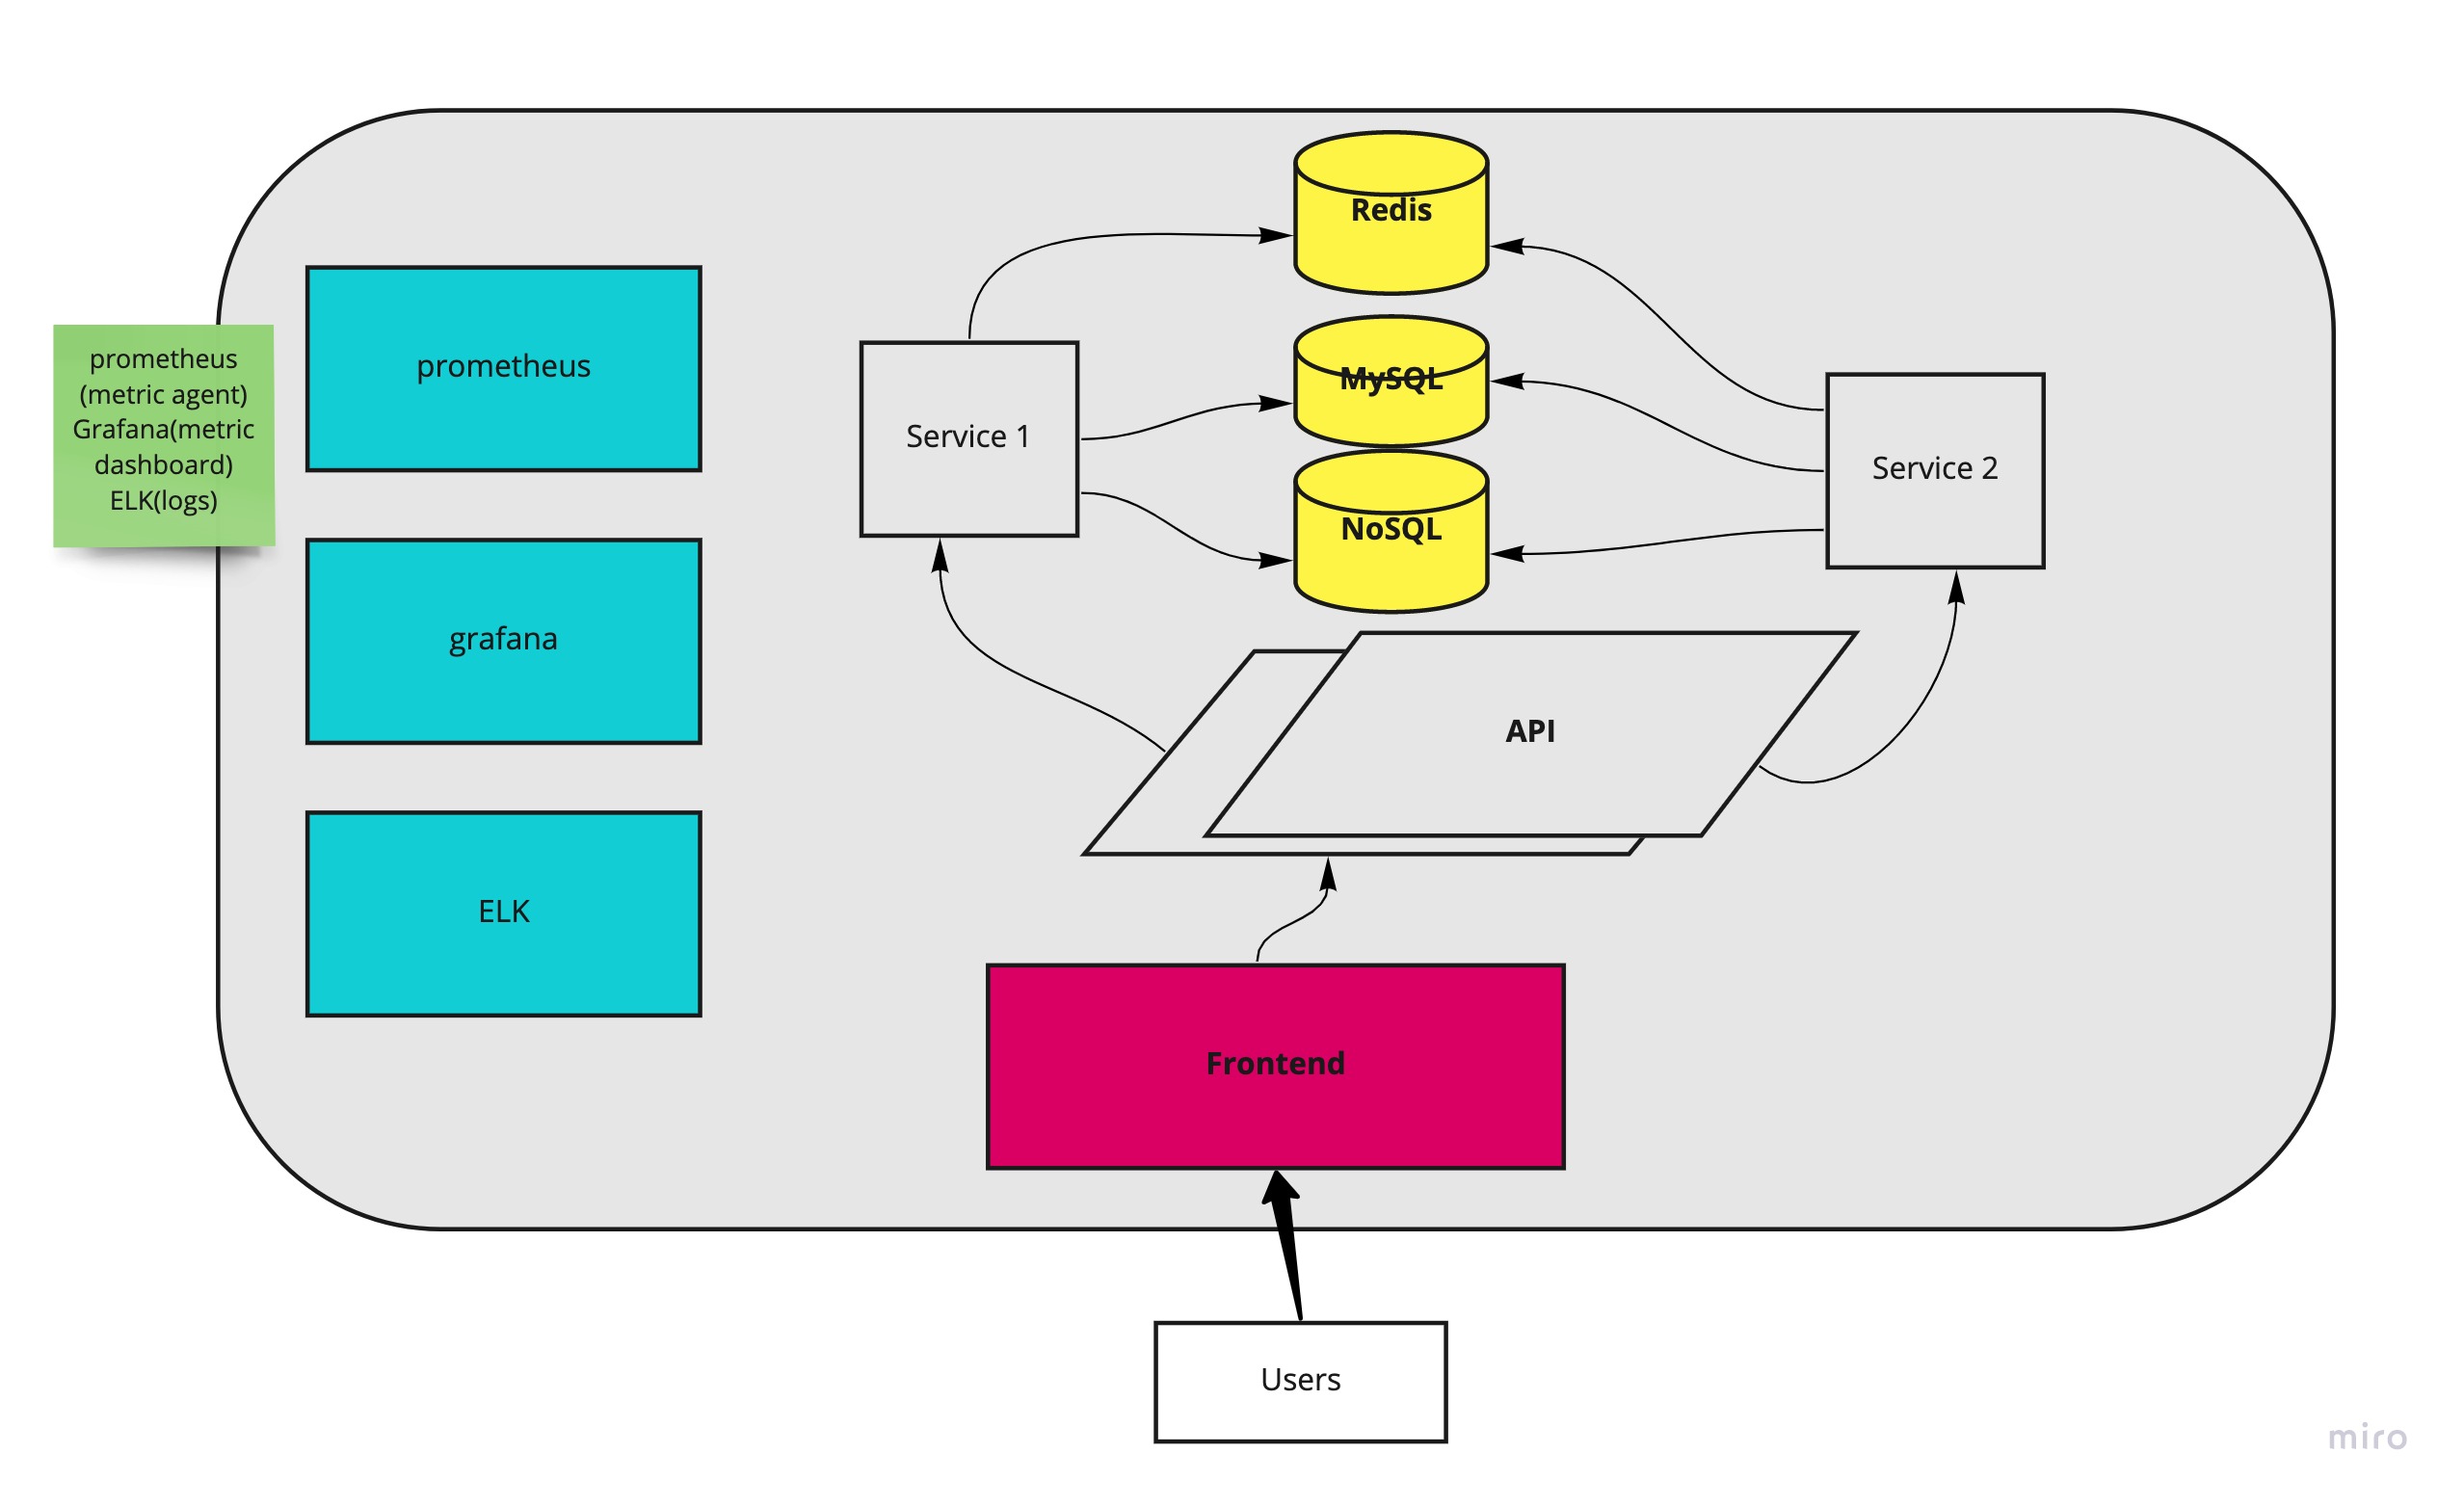 Redis
prometheus
(metric agent)
Grafana(metric
dashboard)
ELK(logs)
prometheus
MySQL
Service 1
Service 2
NoSQL
grafana
API
ELK
Frontend
Users
miro